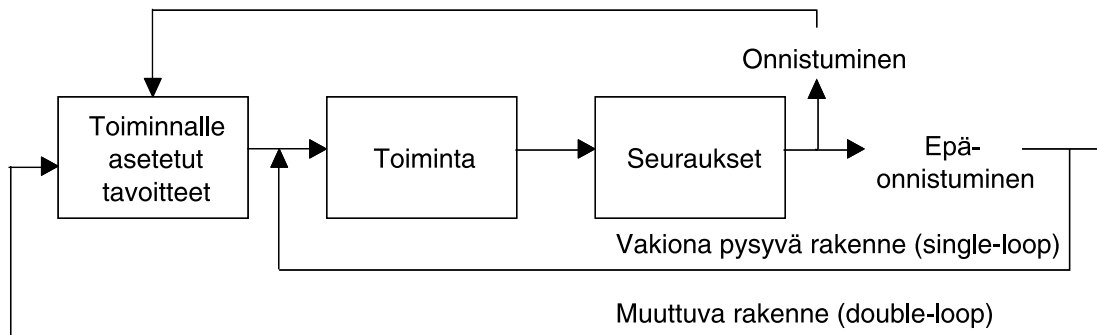 Onnistuminen
Toiminnalle
asetetut
tavoitteet
Toiminta
Seuraukset
Epä-
onnistuminen
Vakiona pysyvä rakenne (single-loop)
Muuttuva rakenne (double-loop)